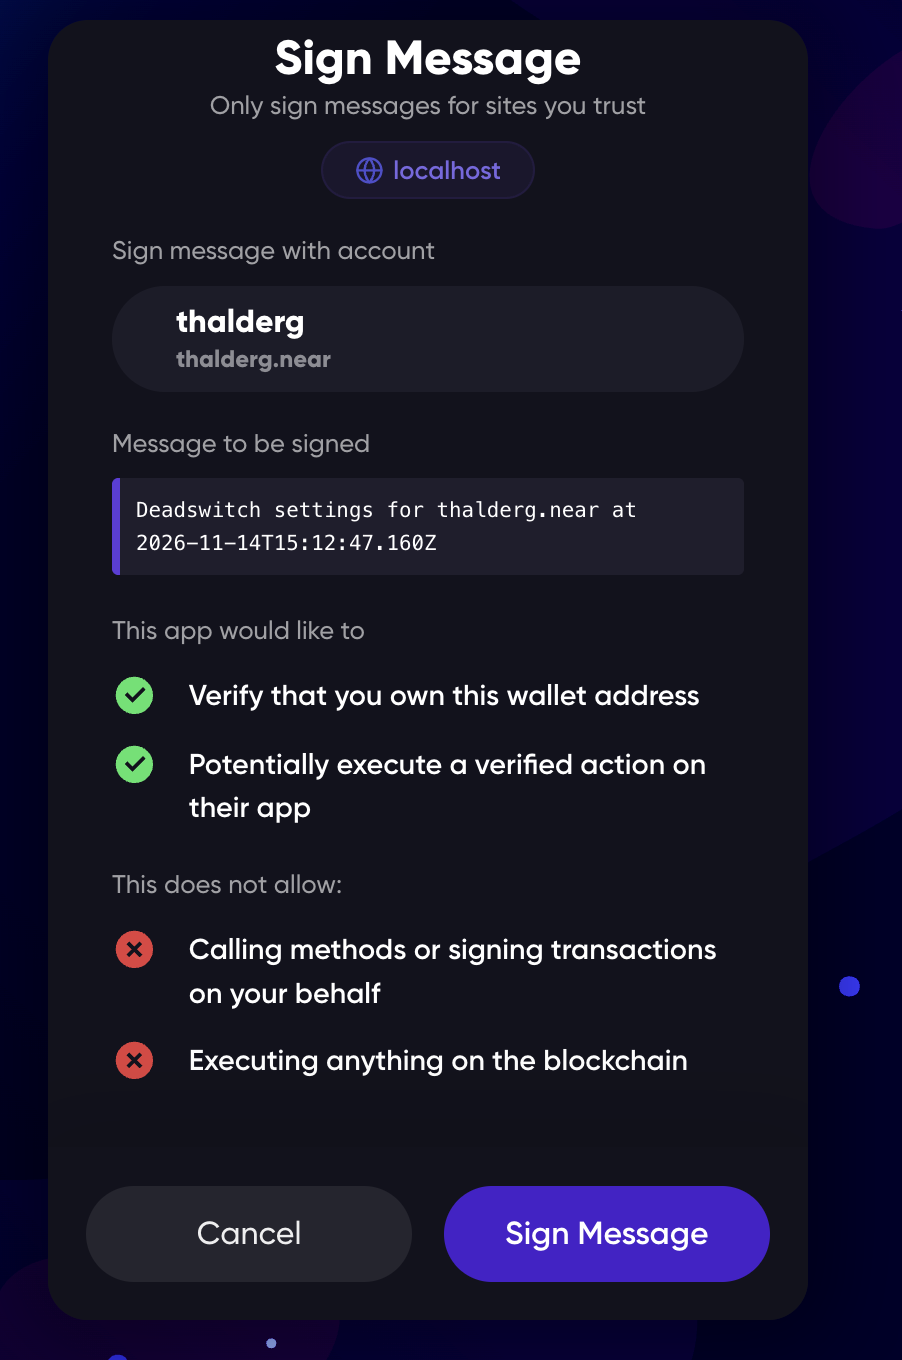 Sign Message
Only sign messages for sites you trust
localhost
Sign message with account
thalderg
thalderg.near
Message to be signed
Deadswitch settings for thalderg.near at
2026-11-14T15:12:47.160Z
This app would like to
Verify that you own this wallet address
Potentially execute a verified action on
their app
This does not allow:
Calling methods or signing transactions
on your behalf
Executing anything on the blockchain
Cancel
Sign Message